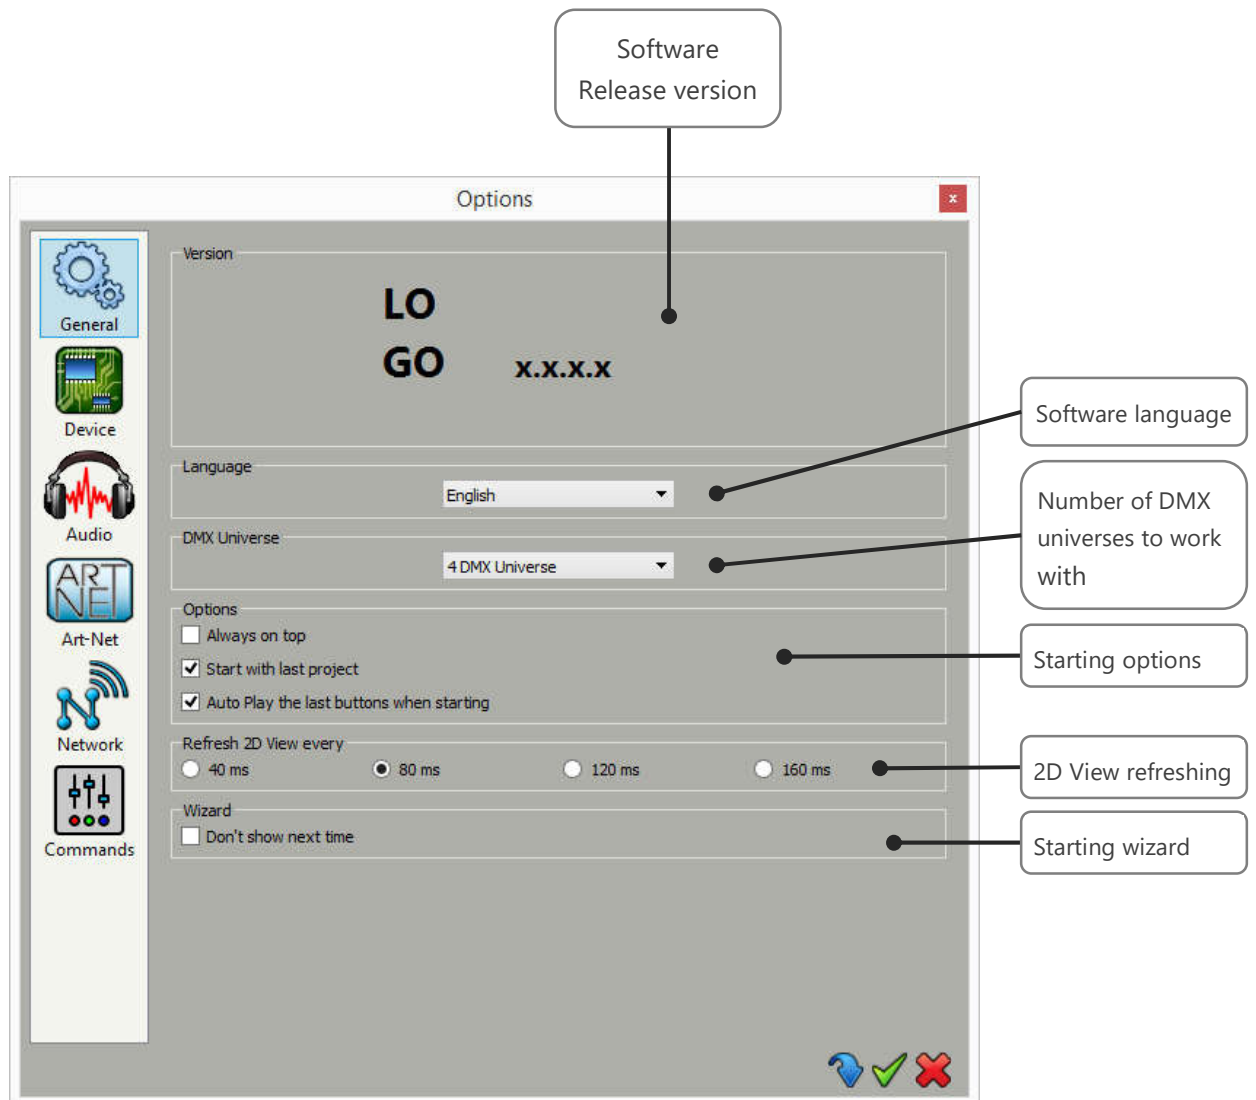 Software
Release version
Options
x
General
Device
Audio
ART
NET
Art-Net
Network
Commands
Version
LO
GO x.x.x.x
Language
English
DMX Universe
4 DMX Universe
Options
Always on top
Start with last project
Auto Play the last buttons when starting
Refresh 2D View every
40 ms 80 ms 120 ms 160 ms
Wizard
Don't show next time
Software language
Number of DMX
universes to work
with
Starting options
2D View refreshing
Starting wizard